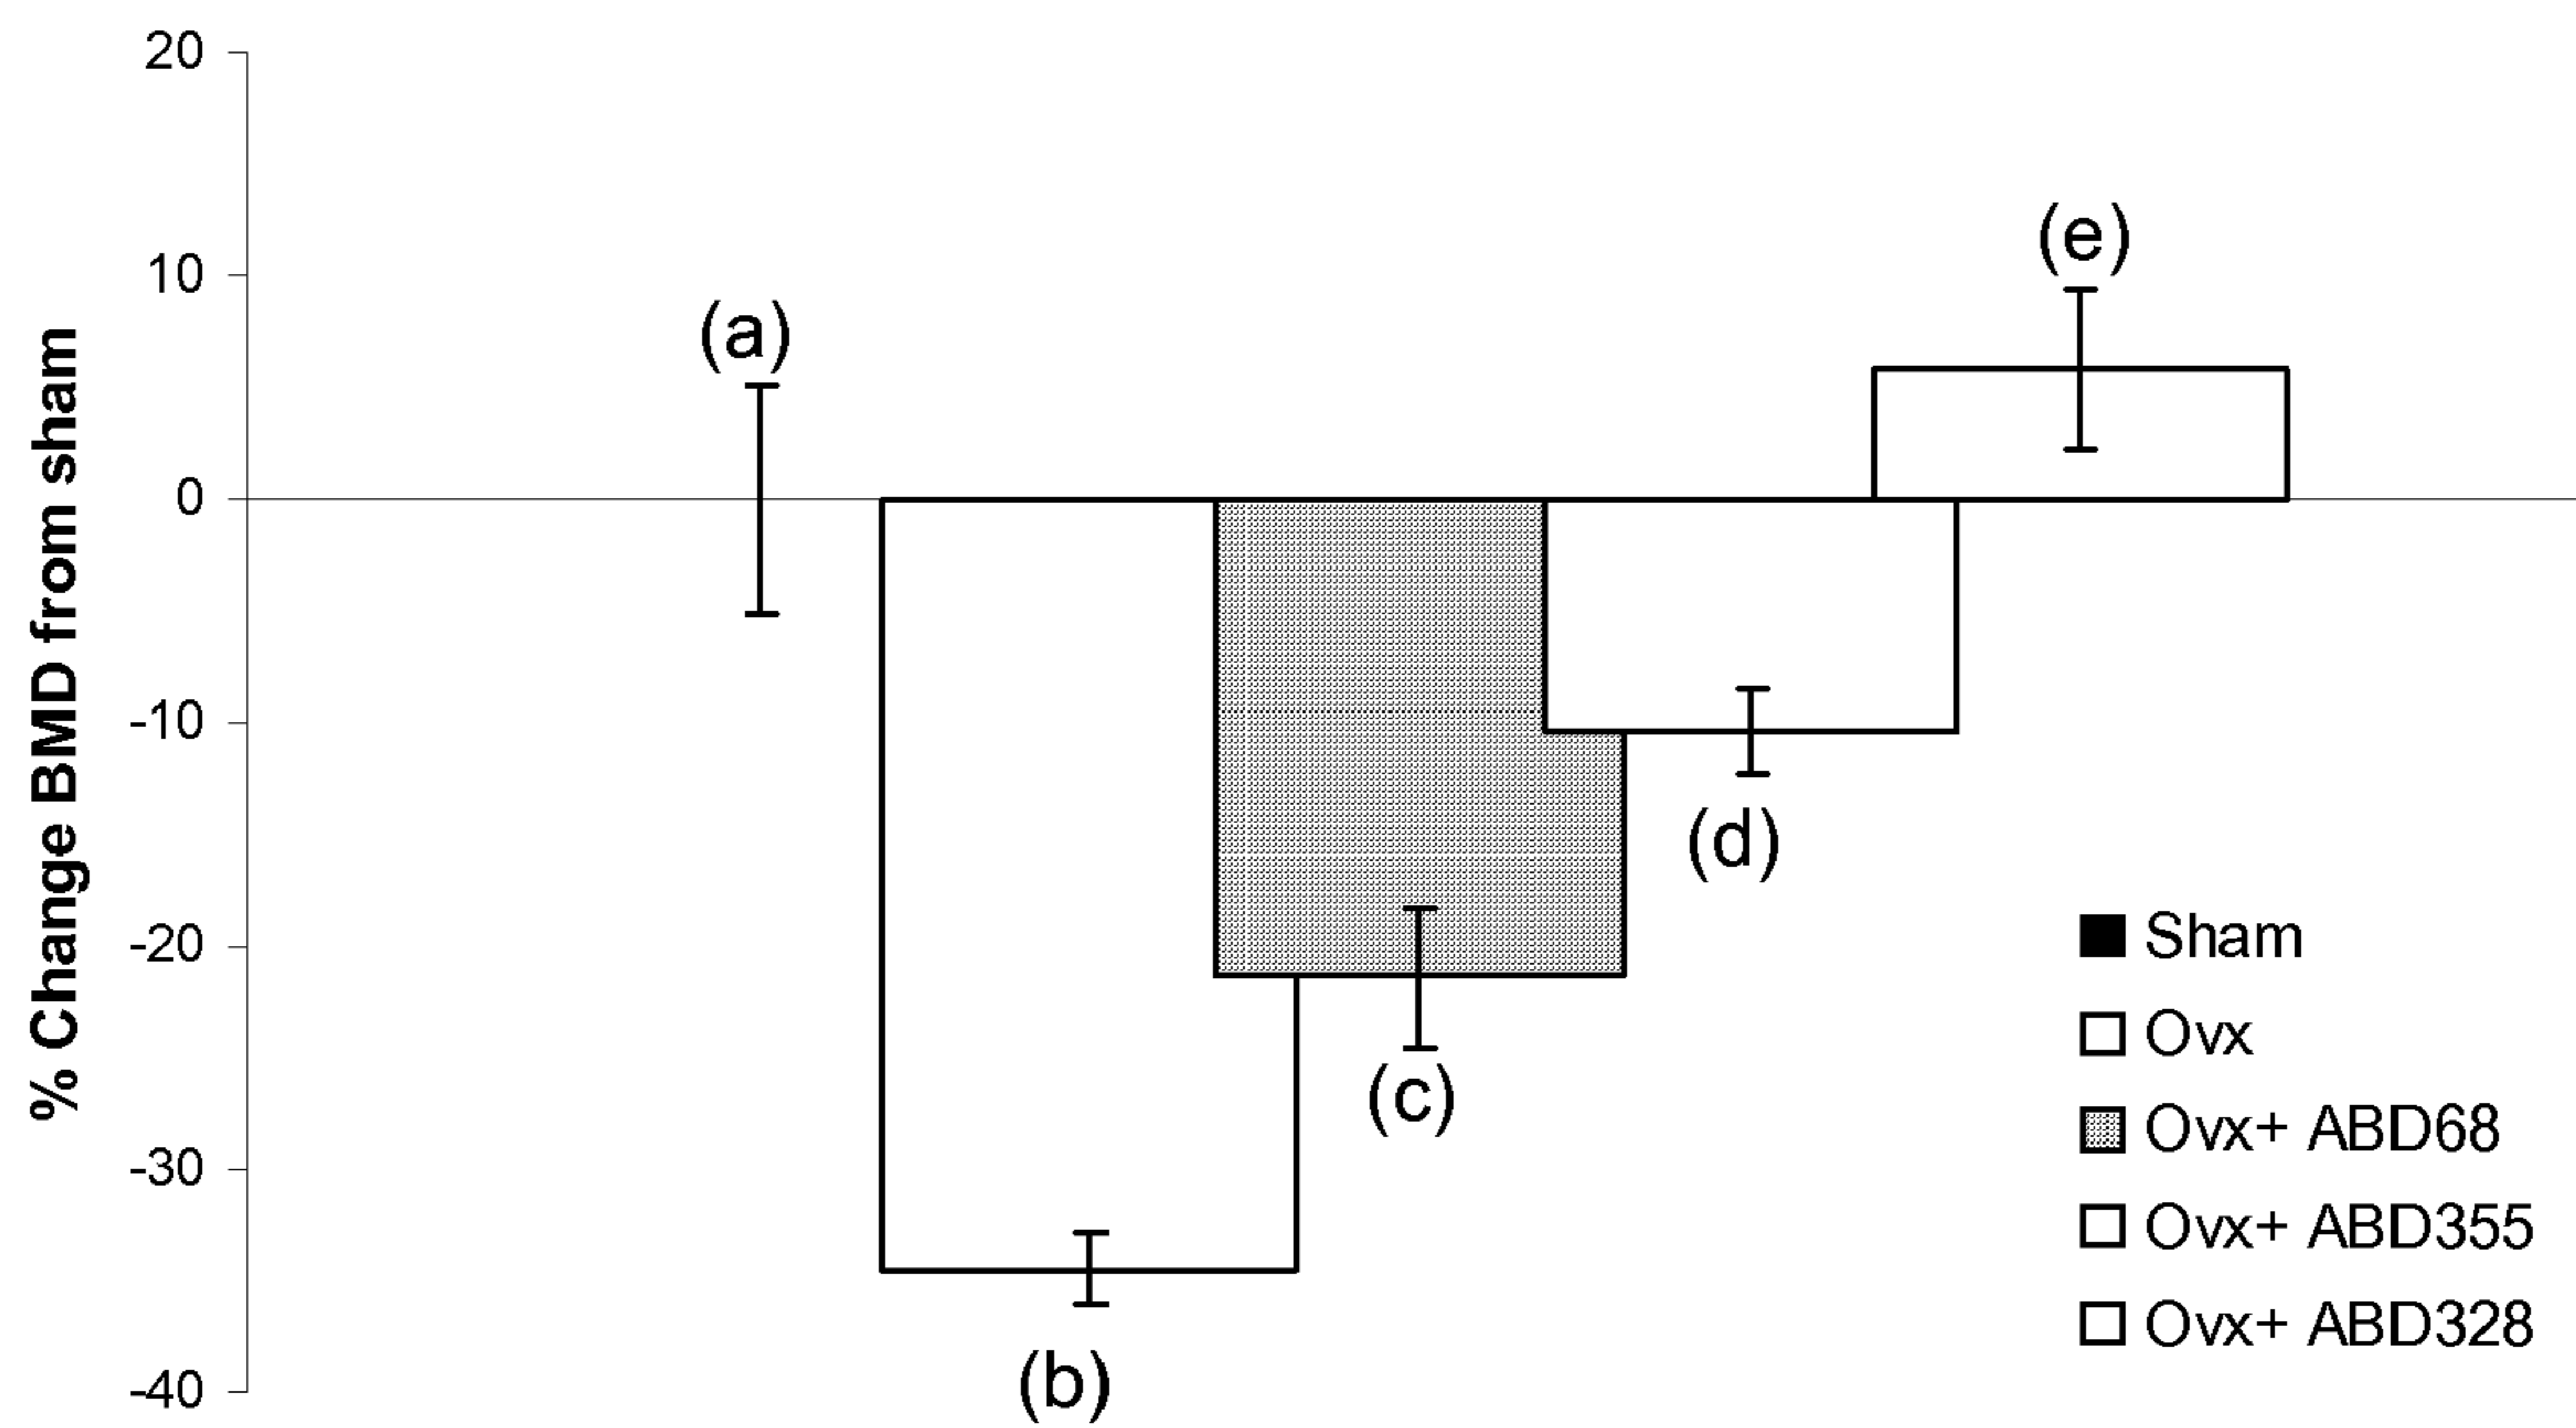 % Change BMD from sham
20
10
0
-10
-20
-30
-40
(a)
(b)
(c)
(d)
(e)
Sham
Ovx
Ovx+ ABD68
Ovx+ ABD355
Ovx+ ABD328